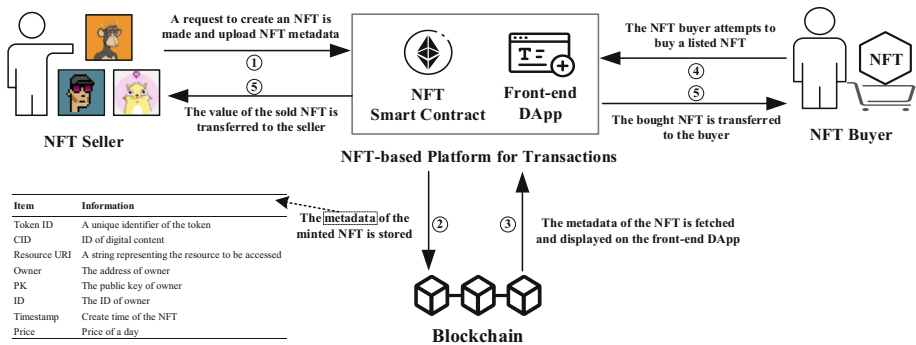 A request to create an NFT is
made and upload NFT metadata
①
⑤
The value of the sold NFT is
transferred to the seller
NFT Seller
NFT
Smart Contract
T=
Front-end
DApp
NFT-based Platform for Transactions
The NFT buyer attempts to
buy a listed NFT
④
⑤
The bought NFT is transferred
to the buyer
NFT
NFT Buyer
Item Information
Token ID A unique identifier of the token
CID ID of digital content
Resource URI A string representing the resource to be accessed
Owner The address of owner
PK The public key of owner
ID The ID of owner
Timestamp Create time of the NFT
Price Price of a day
The metadata of the
minted NFT is stored
②
③
The metadata of the NFT is fetched
and displayed on the front-end DApp
Blockchain